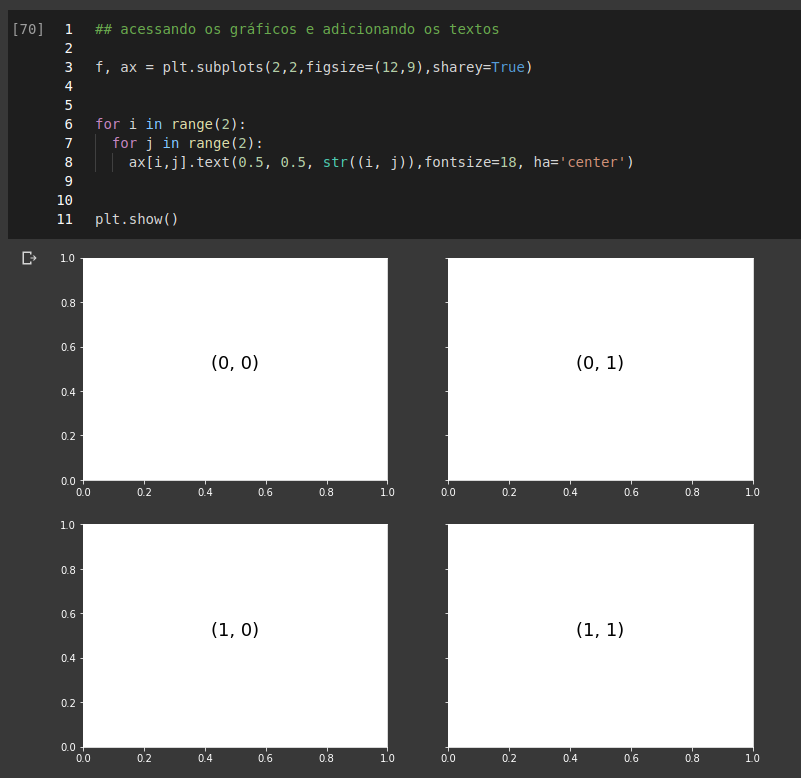 [70] 1 ## acessando os gráficos e adicionando os textos
2
3 f, ax = plt.subplots(2,2,figsize=(12,9),sharey=True)
4
5
6 for i in range(2):
7   for j in range(2):
8     ax[i,j].text(0.5, 0.5, str((i, j)),fontsize=18, ha='center')
9
10
11 plt.show()
1.0
0.8
0.6
(0, 0) (0, 1)
0.4
0.2
0.0
0.0 0.2 0.4 0.6 0.8 1.0 0.0 0.2 0.4 0.6 0.8 1.0
1.0
0.8
0.6
(1, 0) (1, 1)
0.4
0.2
0.0
0.0 0.2 0.4 0.6 0.8 1.0 0.0 0.2 0.4 0.6 0.8 1.0